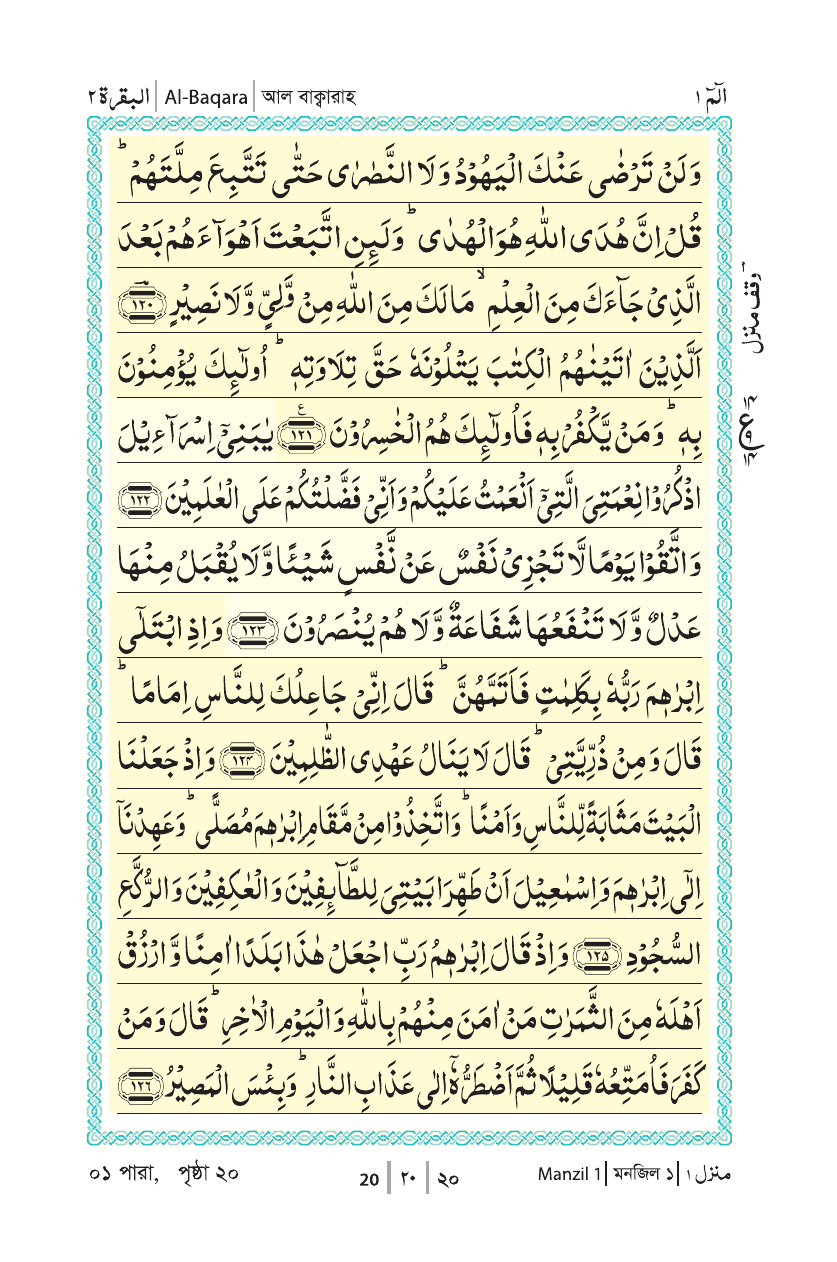 البقرة ٢ | Al-Baqara | আল বাক্বারাহ
الٓمّٓ ١
وَلَنْ تَرْضٰى عَنْكَ الْيَهُوْدُ وَلَا النَّصٰرٰى حَتّٰى تَتَّبِعَ مِلَّتَهُمْ ؕ
قُلْ اِنَّ هُدَى اللّٰهِ هُوَ الْهُدٰى ؕ وَلَٮِٕنِ اتَّبَعْتَ اَهْوَآءَهُمْ بَعْدَ
الَّذِىْ جَآءَكَ مِنَ الْعِلْمِ ۙ مَا لَكَ مِنَ اللّٰهِ مِنْ وَّلِىٍّ وَّلَا نَصِيْرٍ ﴿١٢٠﴾
وقف منزل
اَلَّذِيْنَ اٰتَيْنٰهُمُ الْكِتٰبَ يَتْلُوْنَهٗ حَقَّ تِلَاوَتِهٖ ؕ اُولٰٓٮِٕكَ يُؤْمِنُوْنَ
بِهٖ ؕ وَمَنْ يَّكْفُرْ بِهٖ فَاُولٰٓٮِٕكَ هُمُ الْخٰسِرُوْنَ ﴿١٢١﴾ ع يٰبَنِىْٓ اِسْرَآءِيْلَ
ع
اذْكُرُوْا نِعْمَتِىَ الَّتِىْٓ اَنْعَمْتُ عَلَيْكُمْ وَاَنِّىْ فَضَّلْتُكُمْ عَلَى الْعٰلَمِيْنَ ﴿١٢٢﴾
وَاتَّقُوْا يَوْمًا لَّا تَجْزِىْ نَفْسٌ عَنْ نَّفْسٍ شَيْـًٔا وَّلَا يُقْبَلُ مِنْهَا
عَدْلٌ وَّلَا تَنْفَعُهَا شَفَاعَةٌ وَّلَا هُمْ يُنْصَرُوْنَ ﴿١٢٣﴾ وَاِذِ ابْتَلٰٓى
اِبْرٰهٖمَ رَبُّهٗ بِكَلِمٰتٍ فَاَتَمَّهُنَّ ؕ قَالَ اِنِّىْ جَاعِلُكَ لِلنَّاسِ اِمَامًا ؕ
قَالَ وَمِنْ ذُرِّيَّتِىْ ؕ قَالَ لَا يَنَالُ عَهْدِى الظّٰلِمِيْنَ ﴿١٢٤﴾ وَاِذْ جَعَلْنَا
الْبَيْتَ مَثَابَةً لِّلنَّاسِ وَاَمْنًا ؕ وَاتَّخِذُوْا مِنْ مَّقَامِ اِبْرٰهٖمَ مُصَلًّى ؕ وَعَهِدْنَآ
اِلٰٓى اِبْرٰهٖمَ وَاِسْمٰعِيْلَ اَنْ طَهِّرَا بَيْتِىَ لِلطَّآٮِٕفِيْنَ وَالْعٰكِفِيْنَ وَالرُّكَّعِ
السُّجُوْدِ ﴿١٢٥﴾ وَاِذْ قَالَ اِبْرٰهٖمُ رَبِّ اجْعَلْ هٰذَا بَلَدًا اٰمِنًا وَّارْزُقْ
اَهْلَهٗ مِنَ الثَّمَرٰتِ مَنْ اٰمَنَ مِنْهُمْ بِاللّٰهِ وَالْيَوْمِ الْاٰخِرِ ؕ قَالَ وَمَنْ
كَفَرَ فَاُمَتِّعُهٗ قَلِيْلًا ثُمَّ اَضْطَرُّهٗٓ اِلٰى عَذَابِ النَّارِ ؕ وَبِئْسَ الْمَصِيْرُ ﴿١٢٦﴾
০১ পারা, পৃষ্ঠা ২০
20 | ٢٠ | ২০
Manzil 1 | মনজিল ১ | منزل ١